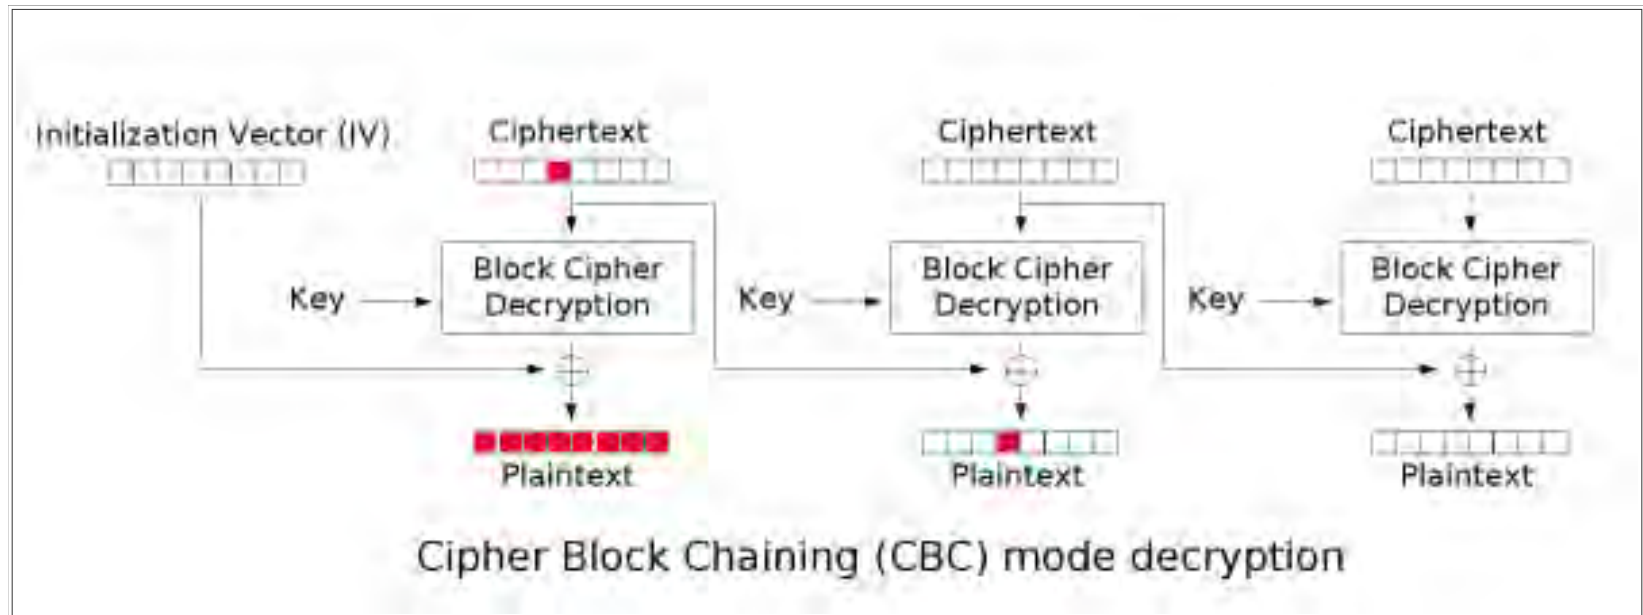 Initialization Vector (IV)
Ciphertext
Ciphertext
Ciphertext
Key
Block Cipher
Decryption
Key
Block Cipher
Decryption
Key
Block Cipher
Decryption
Plaintext
Plaintext
Plaintext
Cipher Block Chaining (CBC) mode decryption